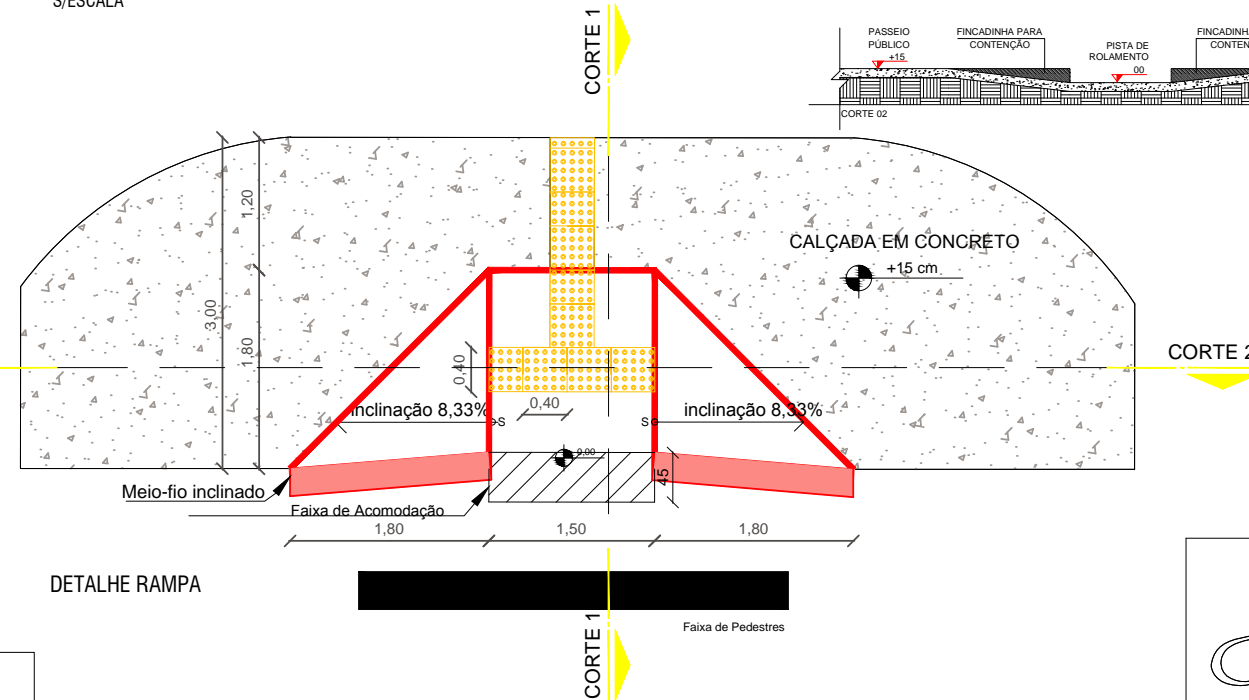 S/ESCALA
CORTE 1
PASSEIO
PÚBLICO
+15
FINCADINHA PARA
CONTENÇÃO
PISTA DE
ROLAMENTO
00
FINCADINHA
CONTEN
CORTE 02
1,20
3,00
1,80
CALÇADA EM CONCRETO
+15 cm
CORTE 2
0,40
0,40
inclinação 8,33%
inclinação 8,33%
S
S
0,00
45
Meio-fio inclinado
Faixa de Acomodação
1,80
1,50
1,80
DETALHE RAMPA
Faixa de Pedestres
CORTE 1